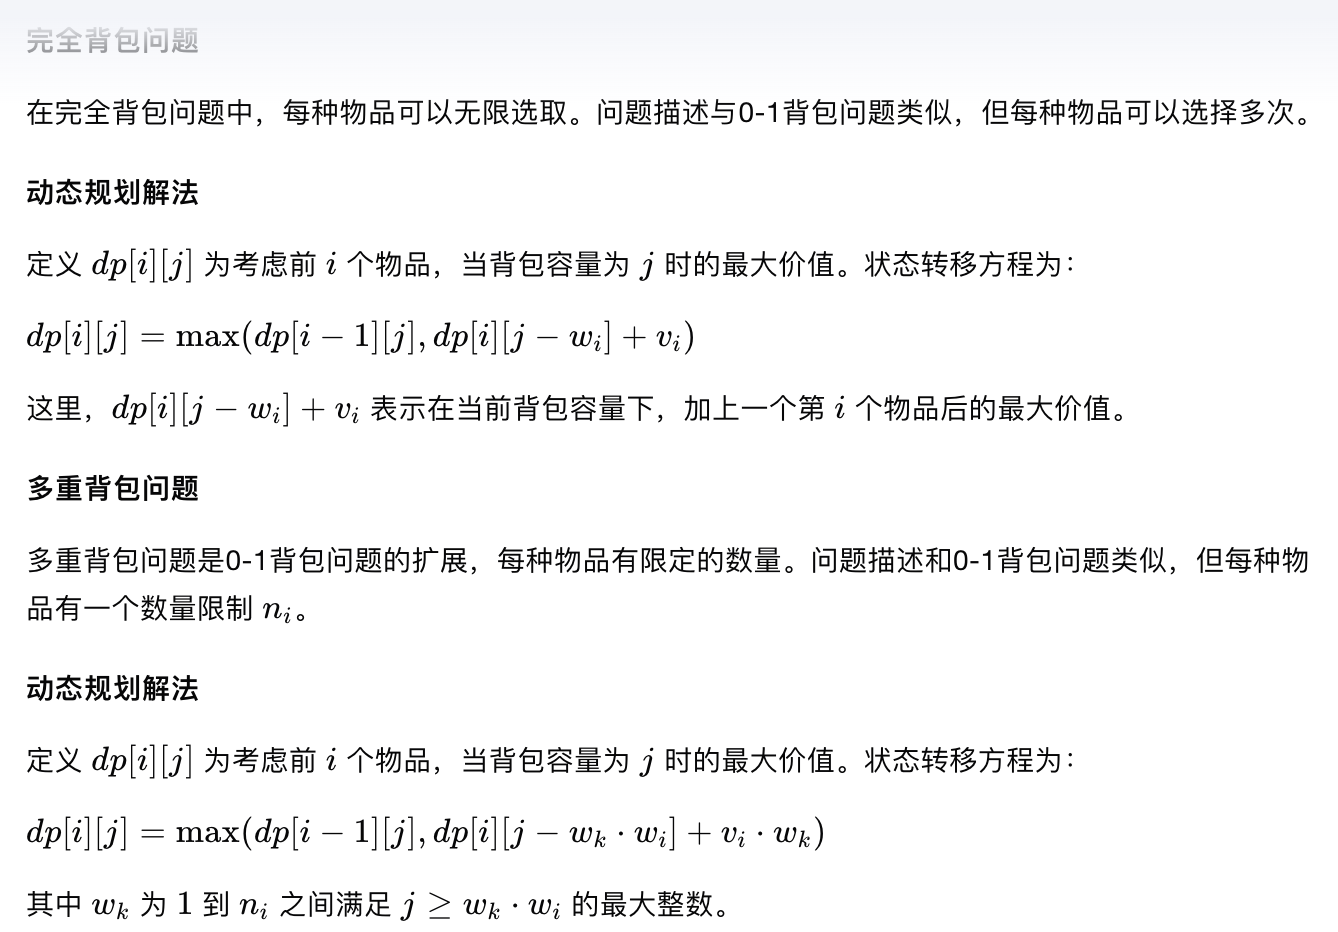 完全背包问题
在完全背包问题中，每种物品可以无限选取。问题描述与0-1背包问题类似，但每种物品可以选择多次。
动态规划解法
定义 dp[i][j] 为考虑前 i 个物品，当背包容量为 j 时的最大价值。状态转移方程为：
dp[i][j] = max(dp[i − 1][j], dp[i][j − w_i] + v_i)
这里，dp[i][j − w_i] + v_i 表示在当前背包容量下，加上一个第 i 个物品后的最大价值。
多重背包问题
多重背包问题是0-1背包问题的扩展，每种物品有限定的数量。问题描述和0-1背包问题类似，但每种物
品有一个数量限制 n_i。
动态规划解法
定义 dp[i][j] 为考虑前 i 个物品，当背包容量为 j 时的最大价值。状态转移方程为：
dp[i][j] = max(dp[i − 1][j], dp[i][j − w_k · w_i] + v_i · w_k)
其中 w_k 为 1 到 n_i 之间满足 j ≥ w_k · w_i 的最大整数。